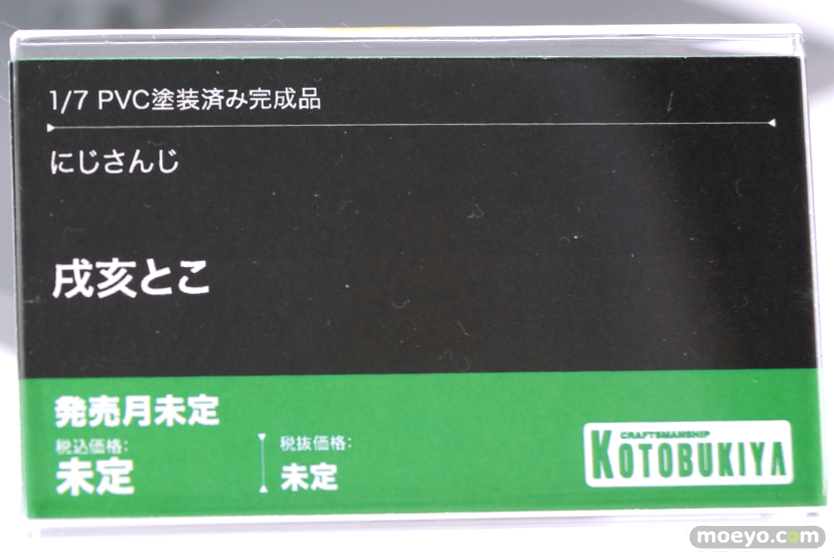 1/7 PVC塗装済み完成品
にじさんじ
戌亥とこ
発売月未定
税込価格:
未定
税抜価格:
未定
CRAFTSMANSHIP
KOTOBUKIYA
moeyo.com